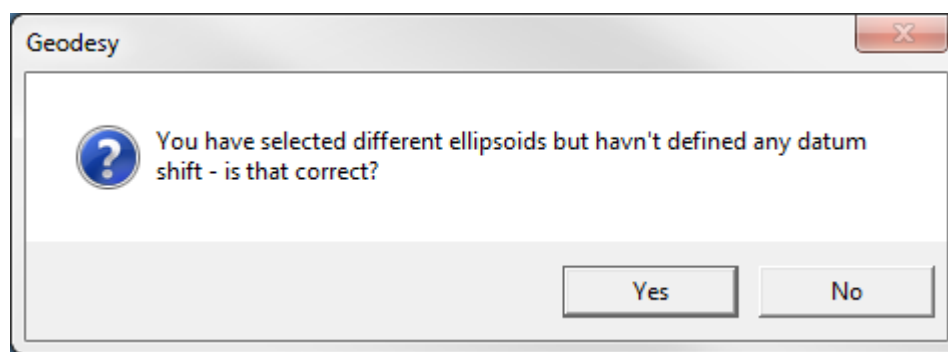 Geodesy
You have selected different ellipsoids but havn't defined any datum
shift - is that correct?
Yes No